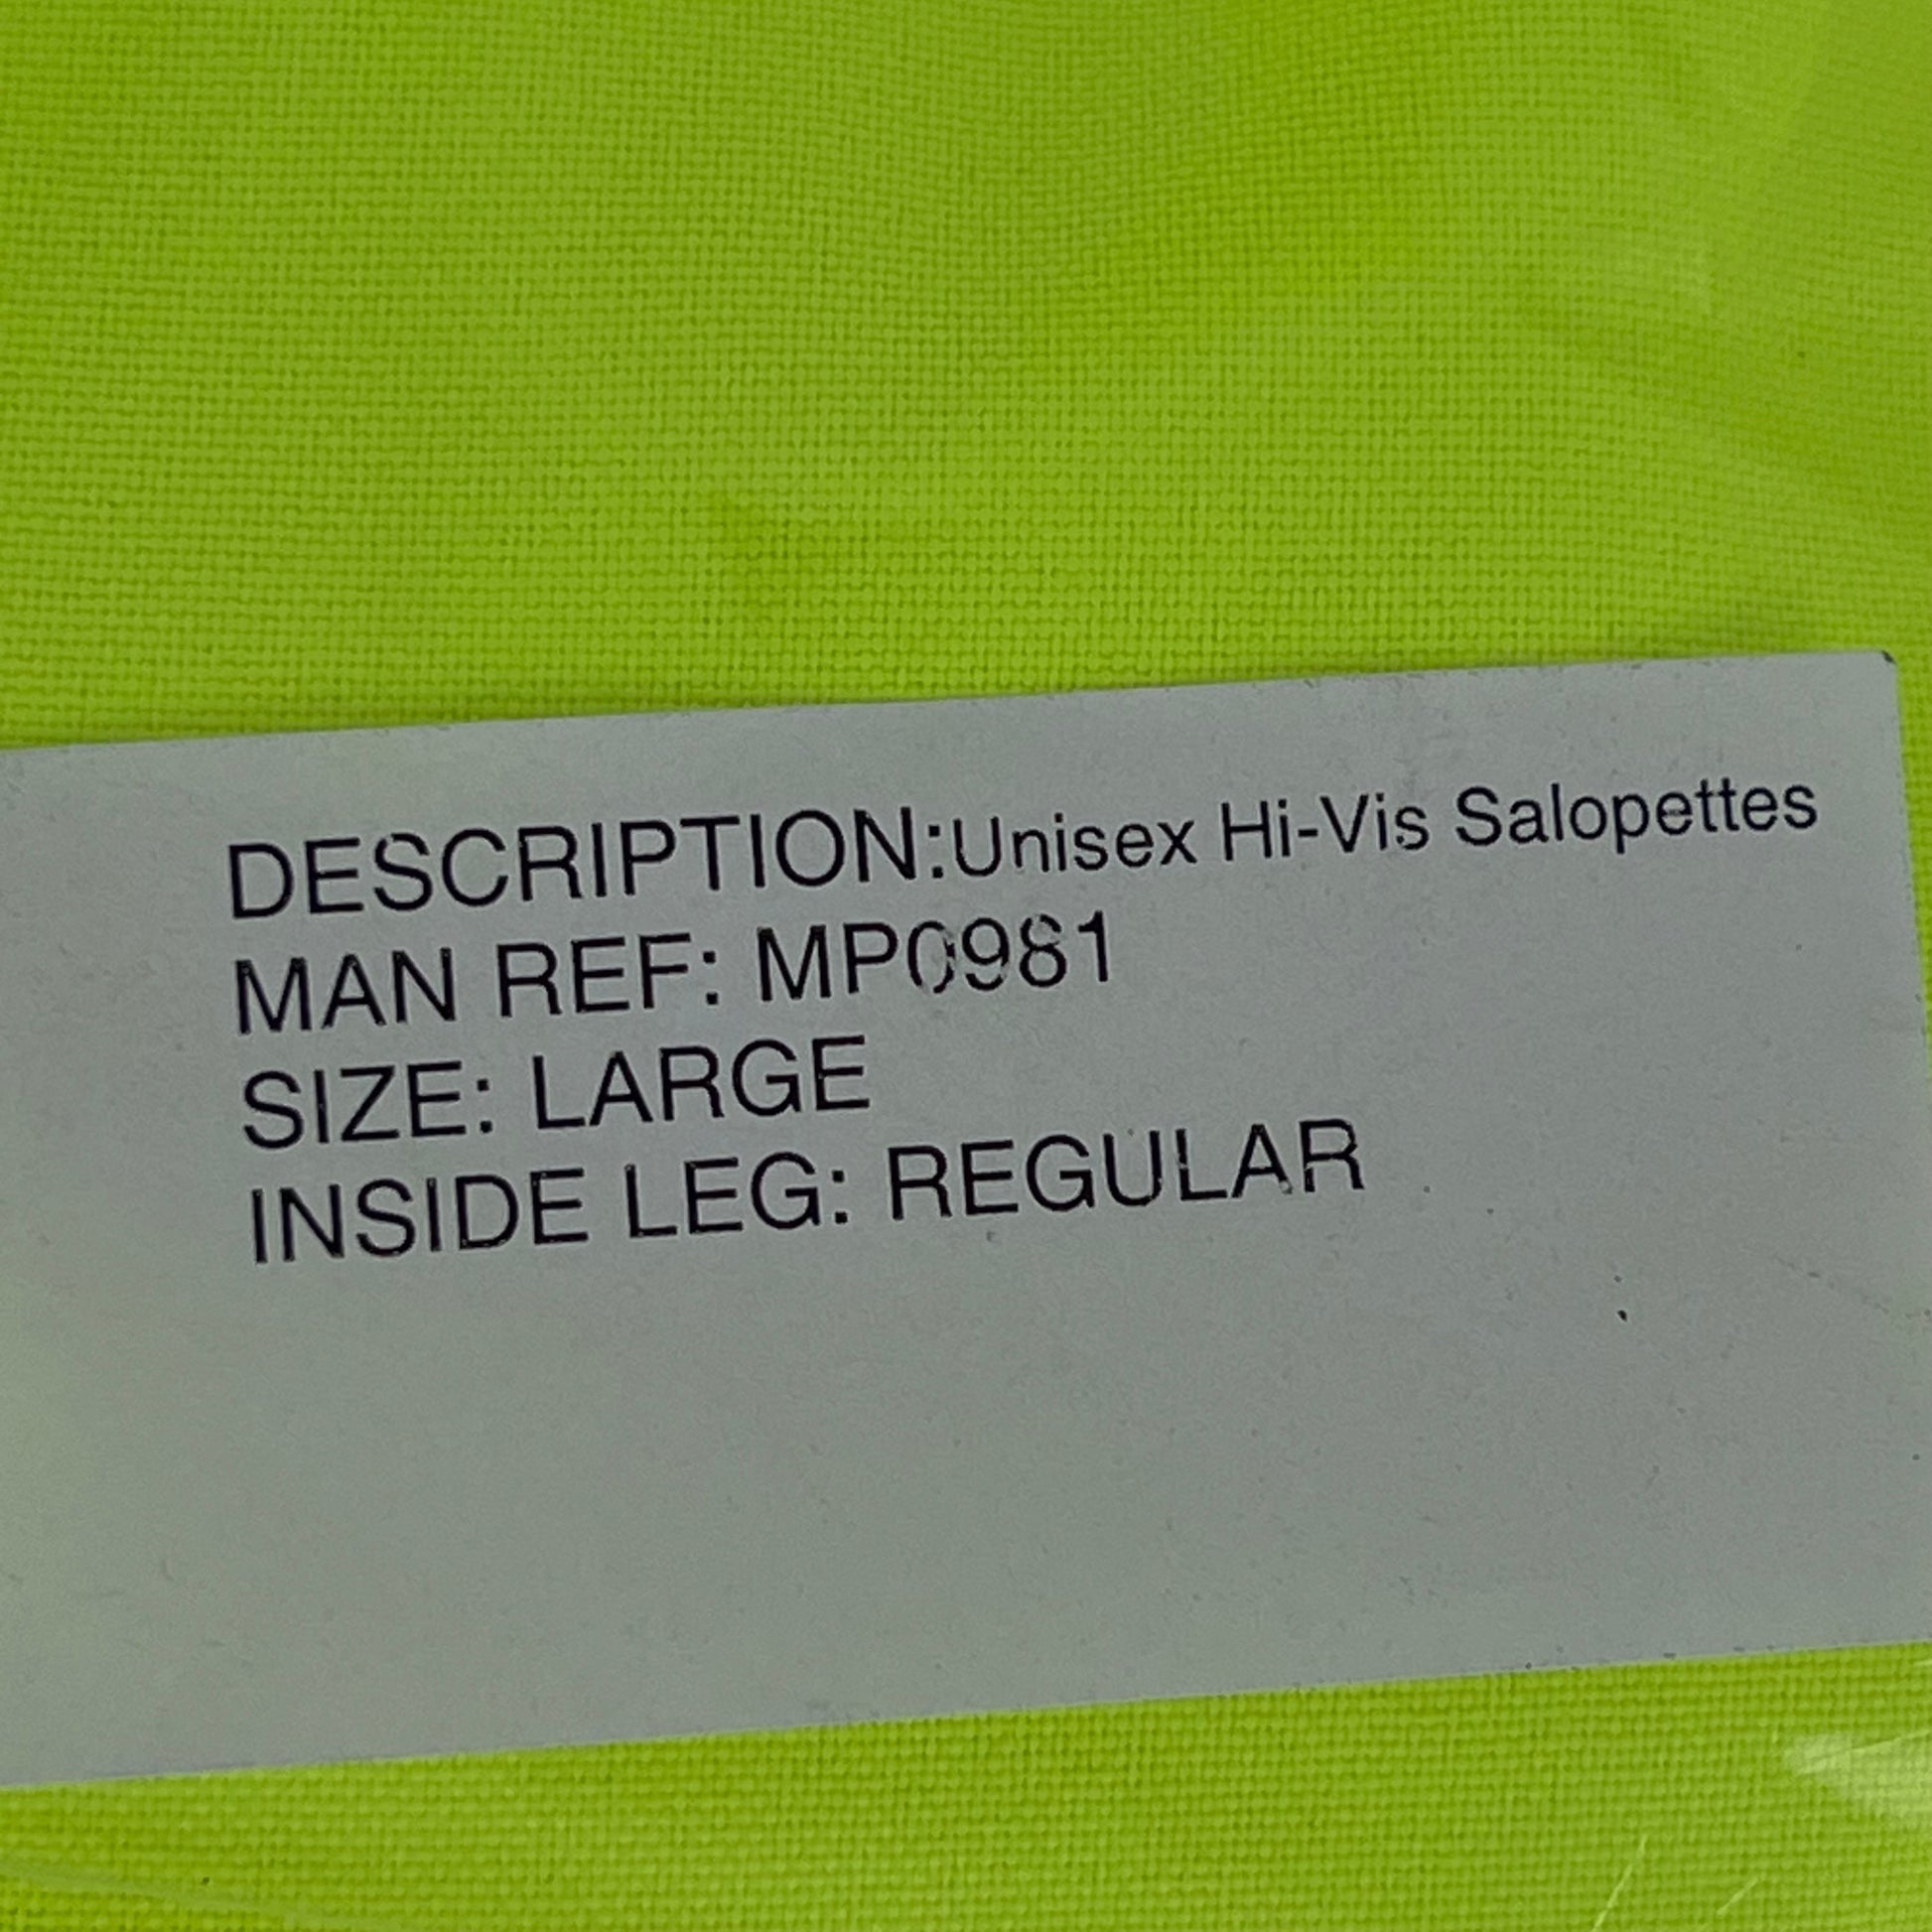 DESCRIPTION:Unisex Hi-Vis Salopettes
MAN REF: MP0981
SIZE: LARGE
INSIDE LEG: REGULAR